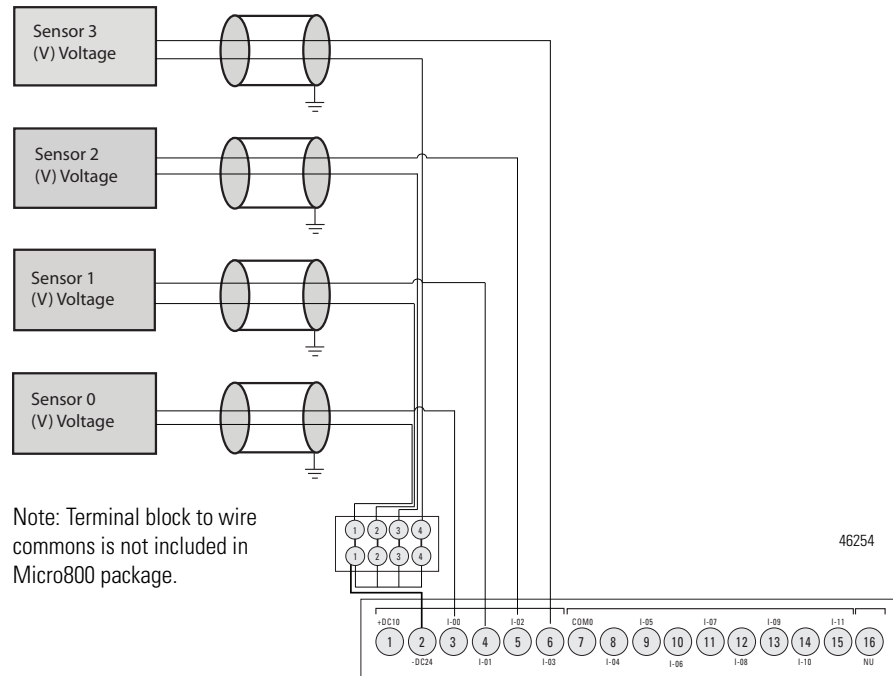 Sensor 3
(V) Voltage
Sensor 2
(V) Voltage
Sensor 1
(V) Voltage
Sensor 0
(V) Voltage
Note: Terminal block to wire
commons is not included in
Micro800 package.
1 2 3 4
1 2 3 4
46254
+DC10 I-00 I-02 COM0 I-05 I-07 I-09 I-11
1 2 3 4 5 6 7 8 9 10 11 12 13 14 15 16
-DC24 I-01 I-03 I-04 I-06 I-08 I-10 NU